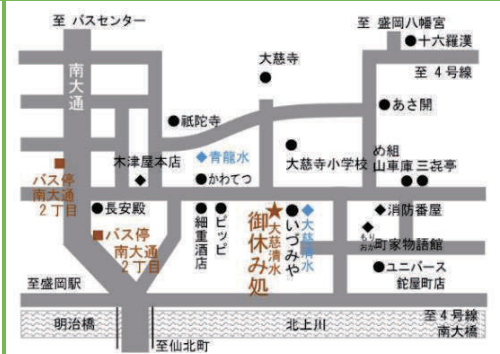 至 バスセンター
至 盛岡八幡宮
●十六羅漢
至 4号線
南大通
大慈寺
●
●あさ開
●祇陀寺
●
大慈寺小学校
バス停
南大通
2丁目
木津屋本店
◆
◆青龍水
●かわてつ
め組
山車庫 三㐂亭
●●
●長安殿
バス停
南大通
2丁目
●細重酒店
●ピッピ
★大慈清水
御休み処
●いづみや
◆大慈清水
◆消防番屋
◆
もりおか町家物語館
●ユニバース
鉈屋町店
至盛岡駅
至 4号線
南大橋
明治橋
北上川
至仙北町